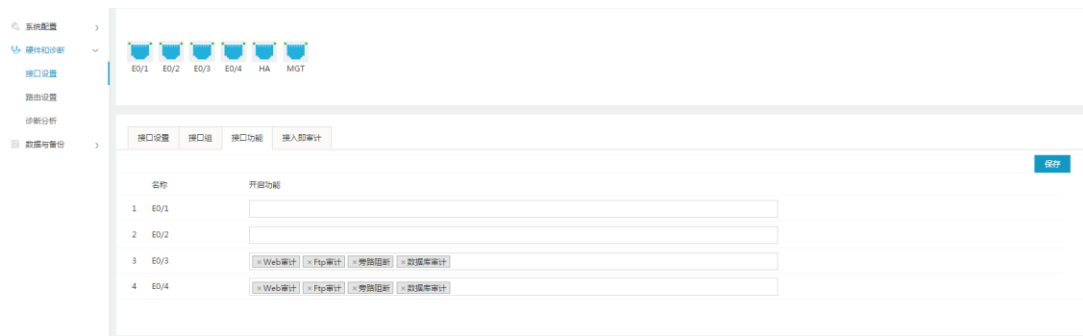 系统配置
硬件和诊断
接口设置
路由设置
诊断分析
数据与备份
E0/1 E0/2 E0/3 E0/4 HA MGT
接口设置 接口组 接口功能 接入即审计
保存
名称 开启功能
1 E0/1
2 E0/2
3 E0/3 ×Web审计 ×Ftp审计 ×旁路阻断 ×数据库审计
4 E0/4 ×Web审计 ×Ftp审计 ×旁路阻断 ×数据库审计